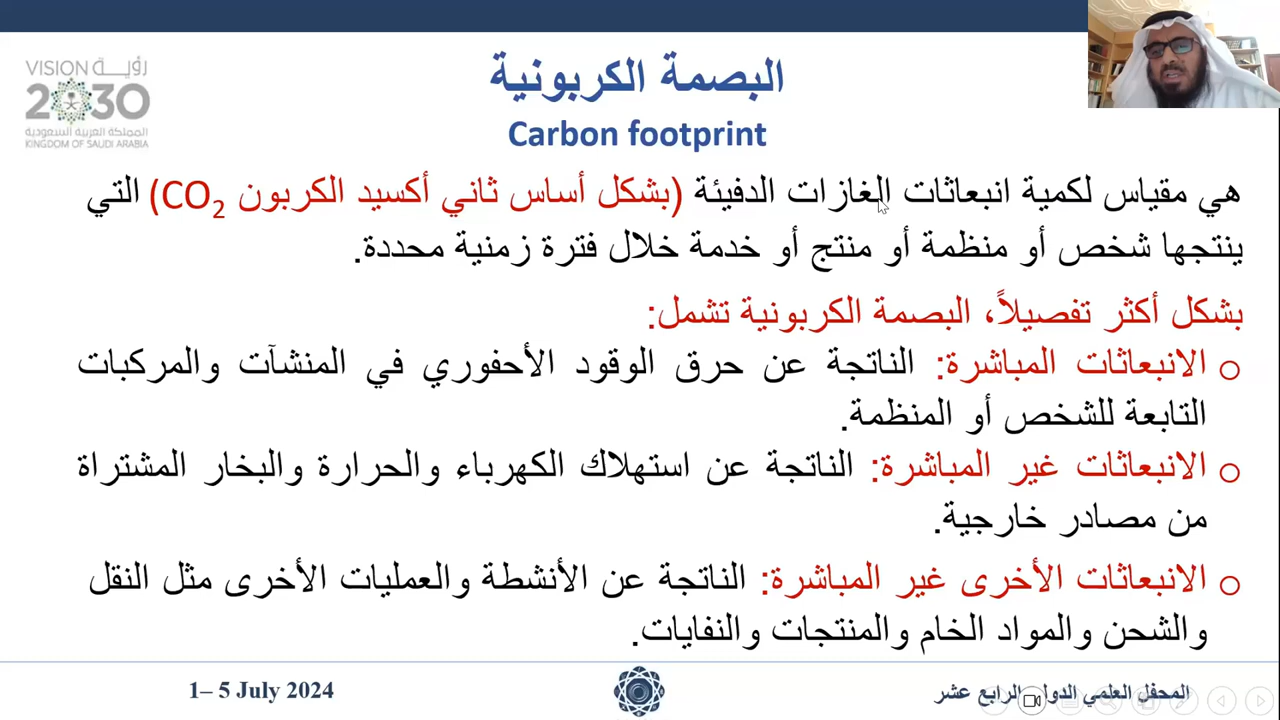 البصمة الكربونية
Carbon footprint
VISION رؤيـــة
2030
المملكة العربية السعودية
KINGDOM OF SAUDI ARABIA
هي مقياس لكمية انبعاثات الغازات الدفيئة (بشكل أساس ثاني أكسيد الكربون CO2) التي
ينتجها شخص أو منظمة أو منتج أو خدمة خلال فترة زمنية محددة.
بشكل أكثر تفصيلاً، البصمة الكربونية تشمل:
الانبعاثات المباشرة: الناتجة عن حرق الوقود الأحفوري في المنشآت والمركبات
التابعة للشخص أو المنظمة.
الانبعاثات غير المباشرة: الناتجة عن استهلاك الكهرباء والحرارة والبخار المشتراة
من مصادر خارجية.
الانبعاثات الأخرى غير المباشرة: الناتجة عن الأنشطة والعمليات الأخرى مثل النقل
والشحن والمواد الخام والمنتجات والنفايات.
المحفل العلمي الدولي الرابع عشر
1– 5 July 2024